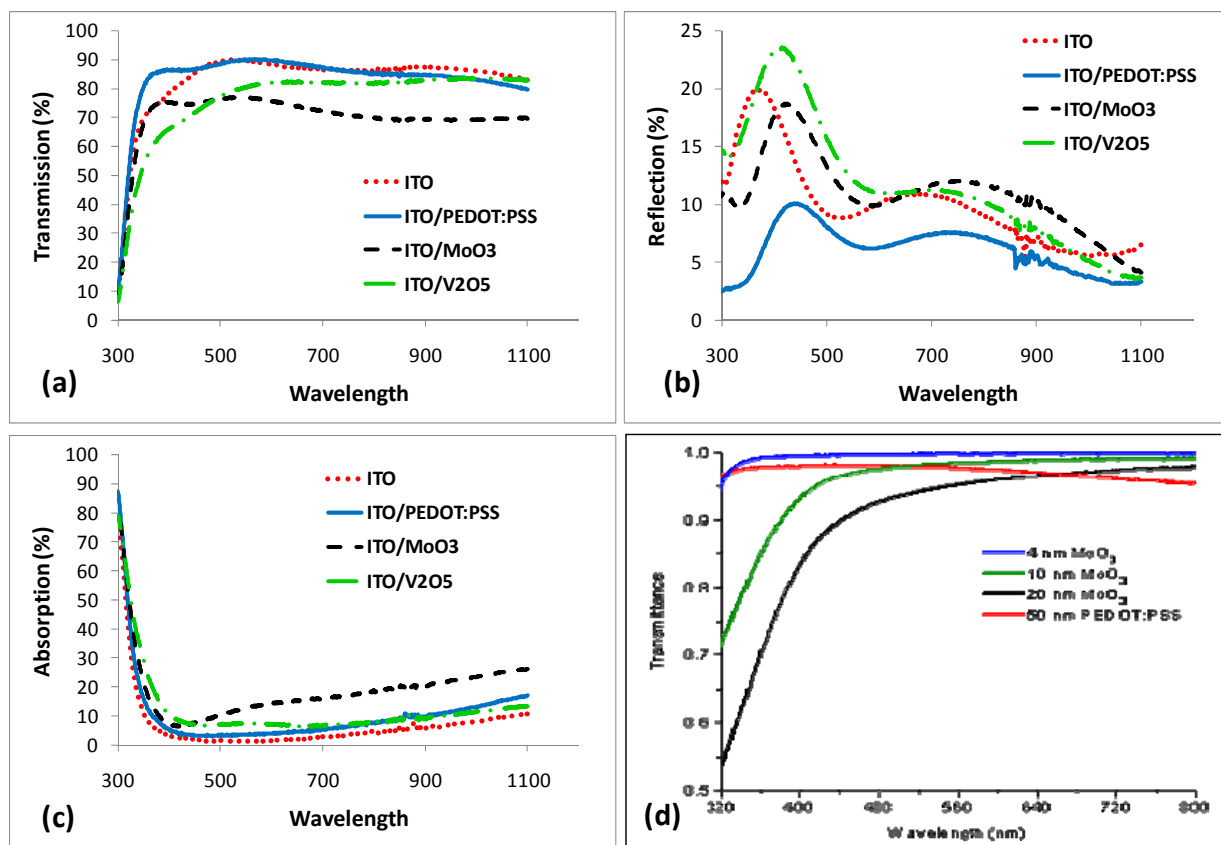 100
90
80
70
60
50
40
30
20
10
0
Transmission (%)
ITO
ITO/PEDOT:PSS
ITO/MoO3
ITO/V2O5
300 500 700 900 1100
Wavelength
(a)
25
20
15
10
5
0
Reflection (%)
ITO
ITO/PEDOT:PSS
ITO/MoO3
ITO/V2O5
300 500 700 900 1100
Wavelength
(b)
100
90
80
70
60
50
40
30
20
10
0
Absorption (%)
ITO
ITO/PEDOT:PSS
ITO/MoO3
ITO/V2O5
300 500 700 900 1100
Wavelength
(c)
1.0
0.9
0.8
0.7
0.6
0.5
Transmittance
4 nm MoO₃
10 nm MoO₃
20 nm MoO₃
50 nm PEDOT:PSS
320 400 480 560 640 720 800
Wavelength (nm)
(d)